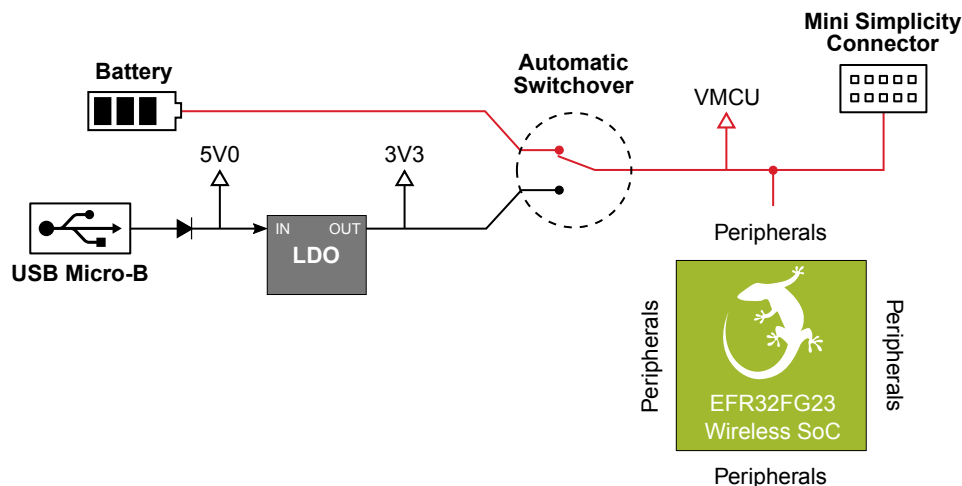 Mini Simplicity
Connector
Battery
Automatic
Switchover
VMCU
5V0
3V3
IN
OUT
LDO
USB Micro-B
Peripherals
Peripherals
Peripherals
EFR32FG23
Wireless SoC
Peripherals